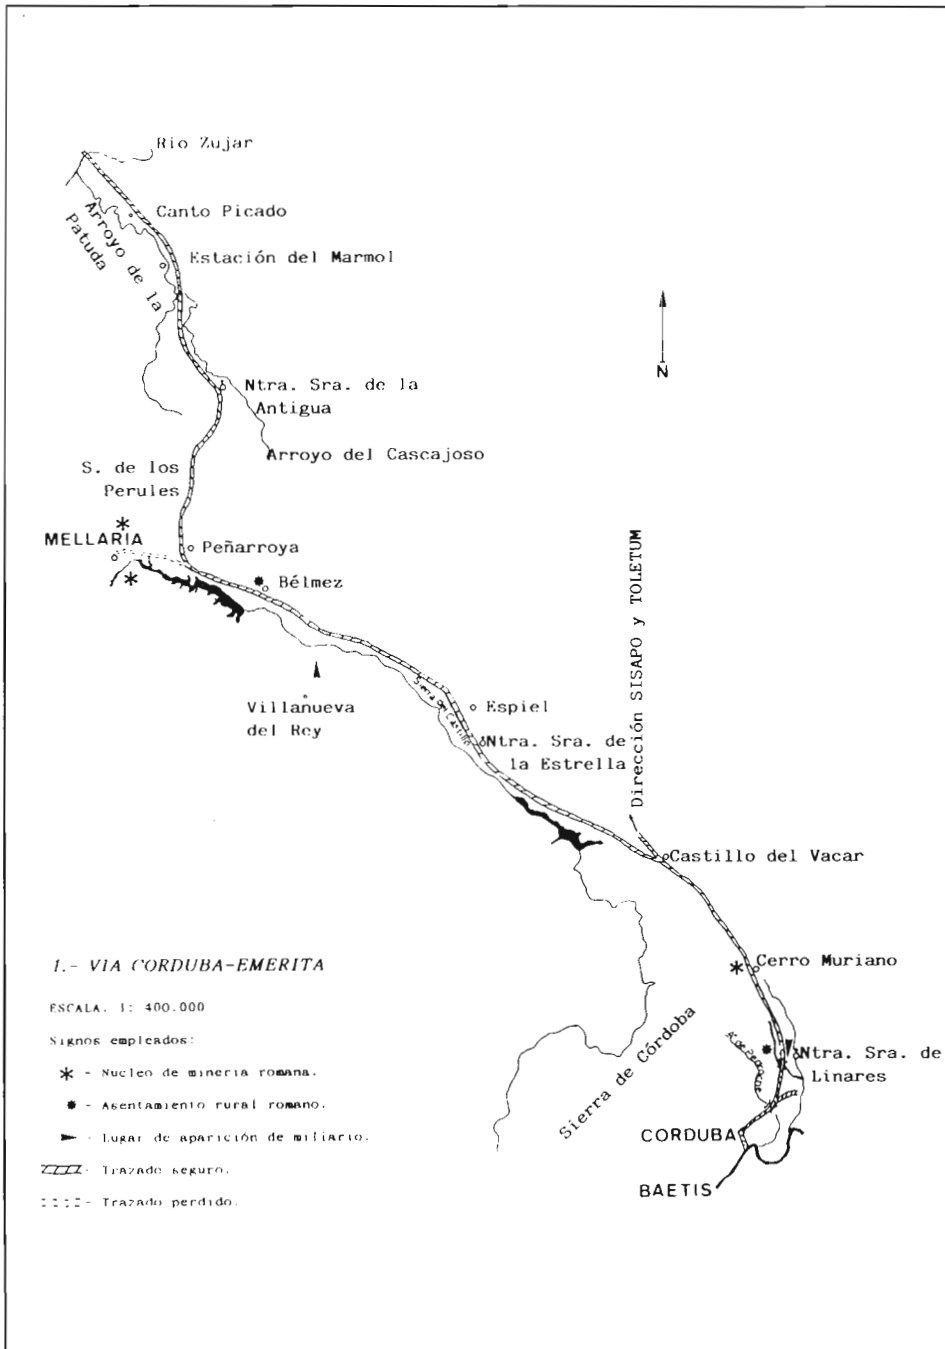 Rio Zujar
Canto Picado
Arroyo de la
Patuda
Estación del Marmol
N
Ntra. Sra. de la
Antigua
Arroyo del Cascajoso
S. de los
Perules
MELLARIA
Peñarroya
Bélmez
Dirección SISAPO y TOLETUM
Villanueva
del Rey
Sierra del Castillo
Espiel
Ntra. Sra. de
la Estrella
Castillo del Vacar
Cerro Muriano
Sierra de Córdoba
Ntra. Sra. de
Linares
CORDUBA
BAETIS
1.- VIA CORDUBA-EMERITA
ESCALA. 1: 400.000
Signos empleados:
- Nucleo de mineria romana.
- Asentamiento rural romano.
- Lugar de aparición de miliario.
- Trazado seguro.
- Trazado perdido.